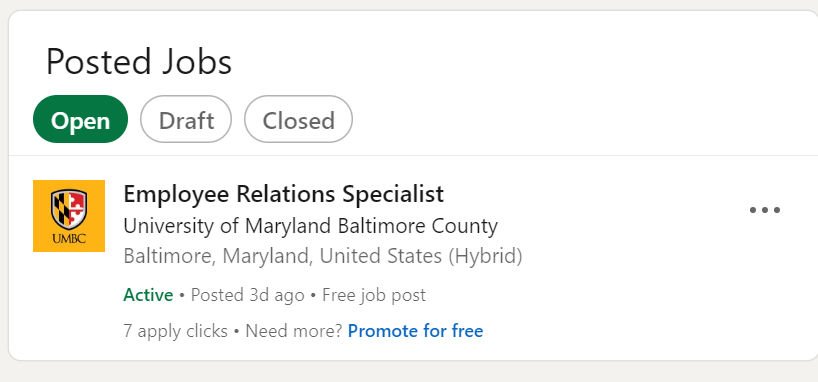 Posted Jobs
Open Draft Closed
Employee Relations Specialist
University of Maryland Baltimore County
Baltimore, Maryland, United States (Hybrid)
UMBC
Active • Posted 3d ago • Free job post
7 apply clicks • Need more? Promote for free